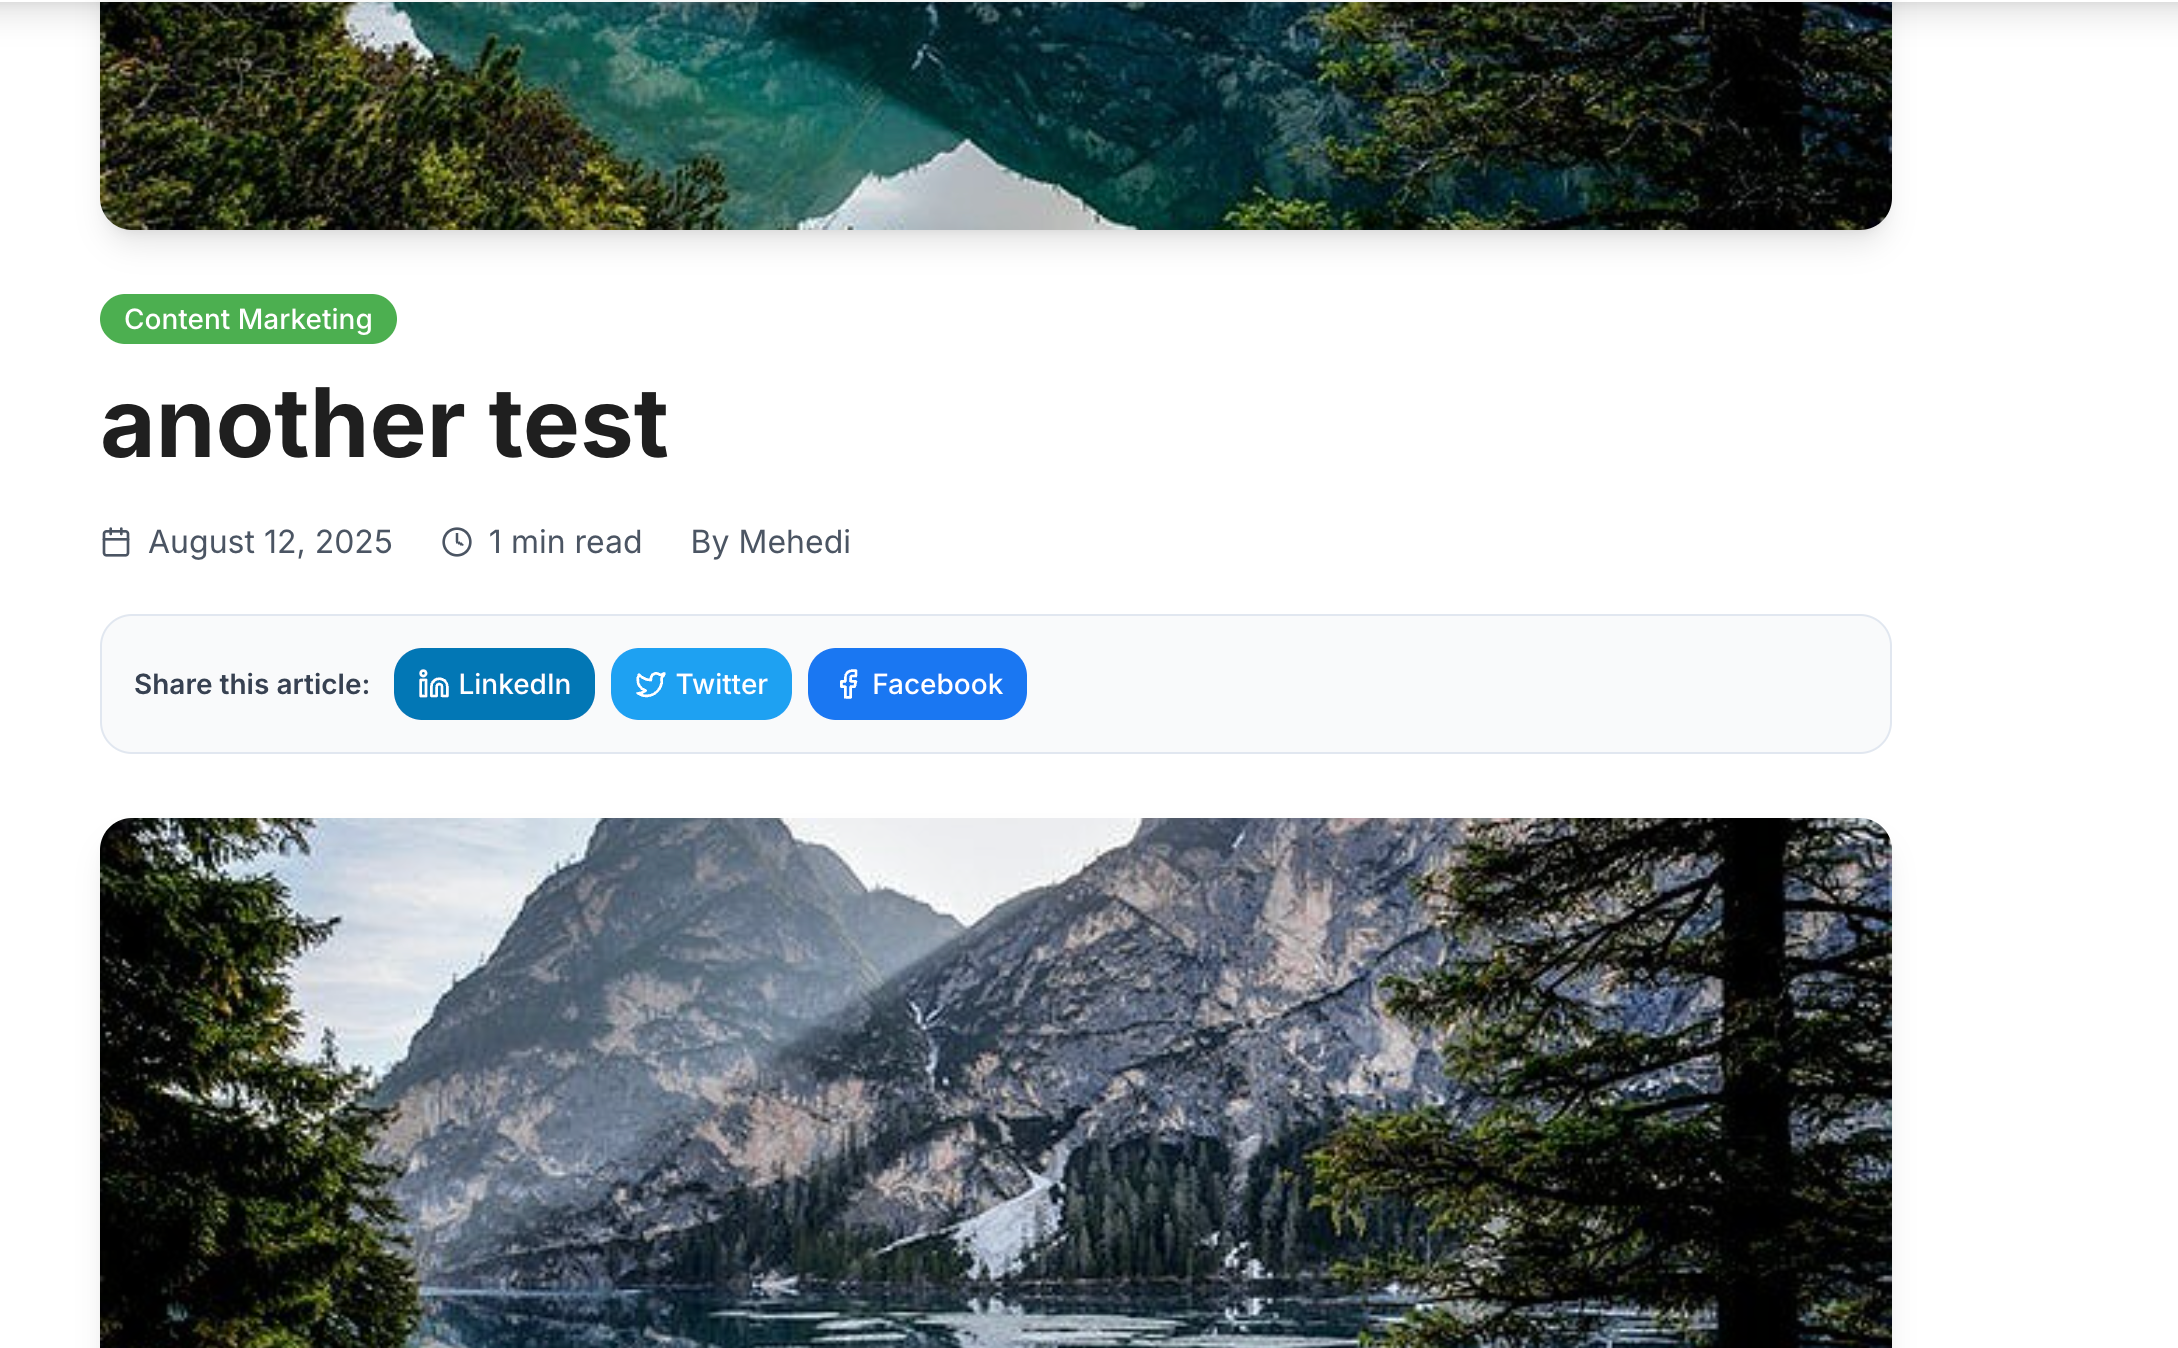 Content Marketing
another test
August 12, 2025 1 min read By Mehedi
Share this article: LinkedIn Twitter Facebook